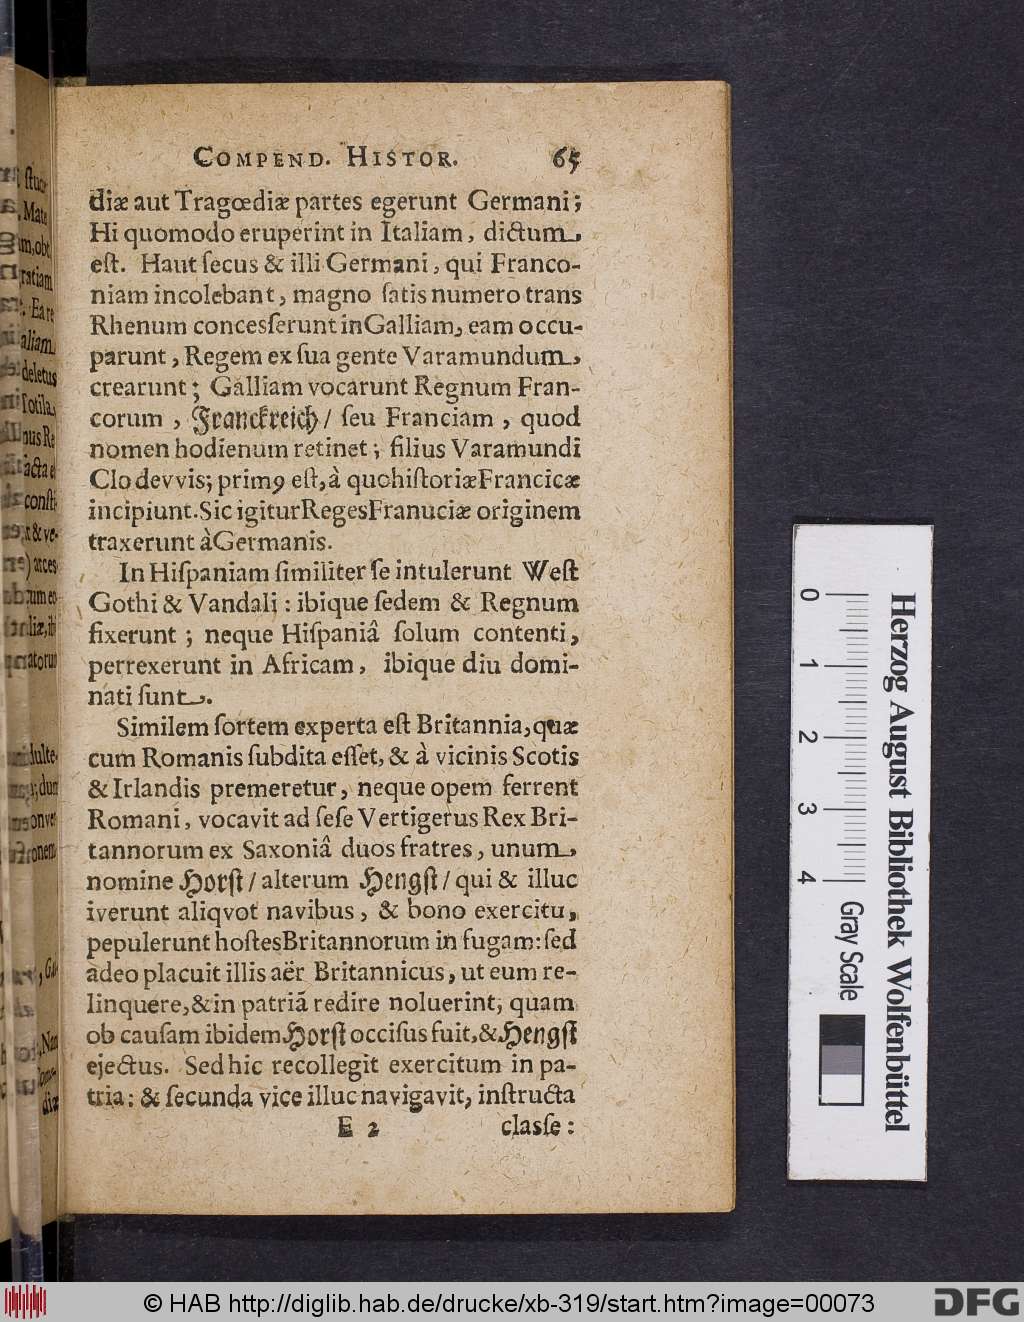 COMPEND. HISTOR. 65
diæ aut Tragœdiæ partes egerunt Germani;
Hi quomodo eruperint in Italiam, dictum
eſt. Haut ſecus & illi Germani, qui Franco-
niam incolebant, magno ſatis numero trans
Rhenum concesſerunt in Galliam, eam occu-
parunt, Regem ex ſua gente Varamundum,
crearunt; Galliam vocarunt Regnum Fran-
corum, Franckreich/ ſeu Franciam, quod
nomen hodienum retinet; filius Varamundi
Clodevvis; primꝯ eſt, à quo hiſtoriæ Francicæ
incipiunt. Sic igitur Reges Franuciæ originem
traxerunt à Germanis.
In Hiſpaniam ſimiliter ſe intulerunt Weſt
Gothi & Vandali: ibique ſedem & Regnum
fixerunt; neque Hiſpaniâ ſolum contenti,
perrexerunt in Africam, ibique diu domi-
nati ſunt.
Similem ſortem experta eſt Britannia, quæ
cum Romanis ſubdita eſſet, & à vicinis Scotis
& Irlandis premeretur, neque opem ferrent
Romani, vocavit ad ſeſe Vertigerus Rex Bri-
tannorum ex Saxoniâ duos fratres, unum,
nomine Horſt/ alterum Hengſt/ qui & illuc
iverunt aliqvot navibus, & bono exercitu,
pepulerunt hoſtes Britannorum in fugam: ſed
adeo placuit illis aër Britannicus, ut eum re-
linquere, & in patriã redire noluerint, quam
ob cauſam ibidem Horſt occiſus fuit, & Hengſt
ejectus. Sed hic recollegit exercitum in pa-
tria: & ſecunda vice illuc navigavit, inſtructa
E 2 clasſe:
0 1 2 3 4
Gray Scale
Herzog August Bibliothek Wolfenbüttel
© HAB http://diglib.hab.de/drucke/xb-319/start.htm?image=00073
DFG